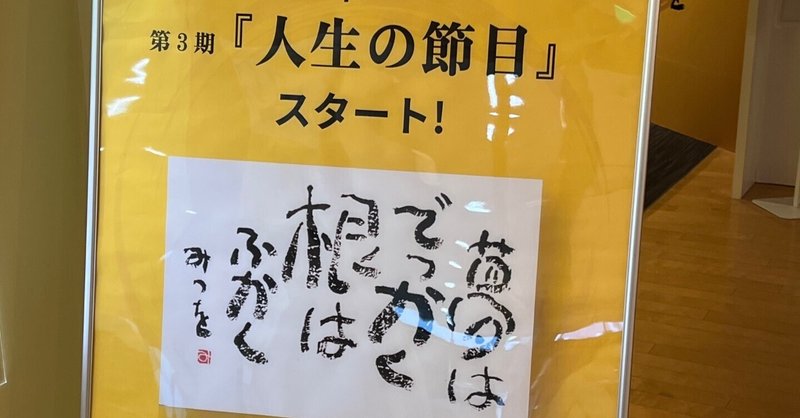 第3期『人生の節目』
スタート!
夢は
でっかく
根は
ふかく
みつを